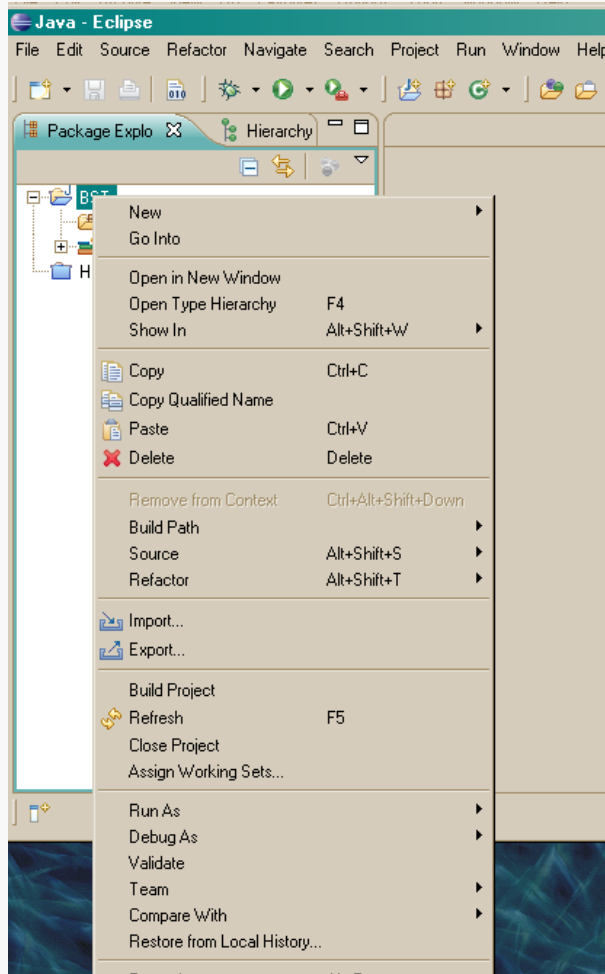 Java - Eclipse
File Edit Source Refactor Navigate Search Project Run Window Help
010
Package Explo Hierarchy
BST
H
New
Go Into
Open in New Window
Open Type Hierarchy F4
Show In Alt+Shift+W
Copy Ctrl+C
Copy Qualified Name
Paste Ctrl+V
Delete Delete
Remove from Context Ctrl+Alt+Shift+Down
Build Path
Source Alt+Shift+S
Refactor Alt+Shift+T
Import...
Export...
Build Project
Refresh F5
Close Project
Assign Working Sets...
Run As
Debug As
Validate
Team
Compare With
Restore from Local History...